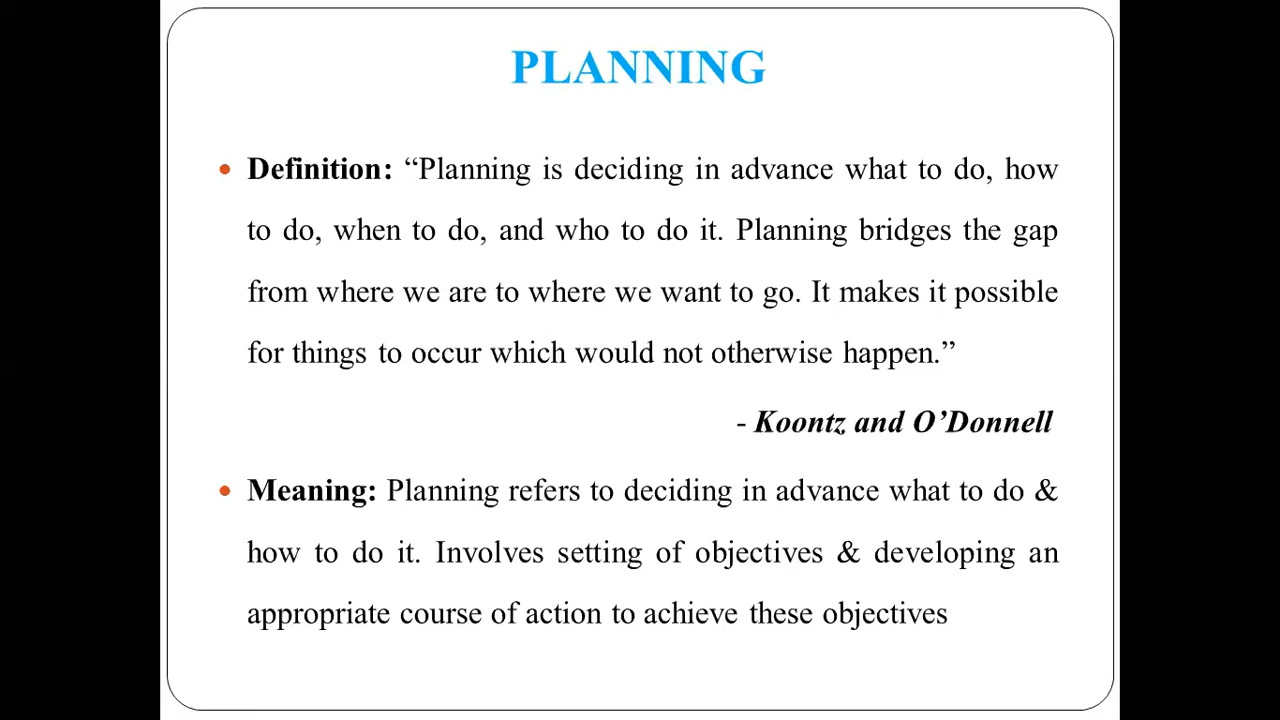 PLANNING
• Definition: “Planning is deciding in advance what to do, how
to do, when to do, and who to do it. Planning bridges the gap
from where we are to where we want to go. It makes it possible
for things to occur which would not otherwise happen.”
- Koontz and O’Donnell
• Meaning: Planning refers to deciding in advance what to do &
how to do it. Involves setting of objectives & developing an
appropriate course of action to achieve these objectives